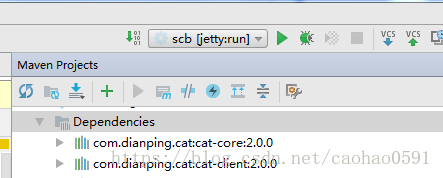 scb [jetty:run]
VCS VCS
Maven Projects
Dependencies
com.dianping.cat:cat-core:2.0.0
com.dianping.cat:cat-client:2.0.0
https://blog.csdn.net/caohao0591